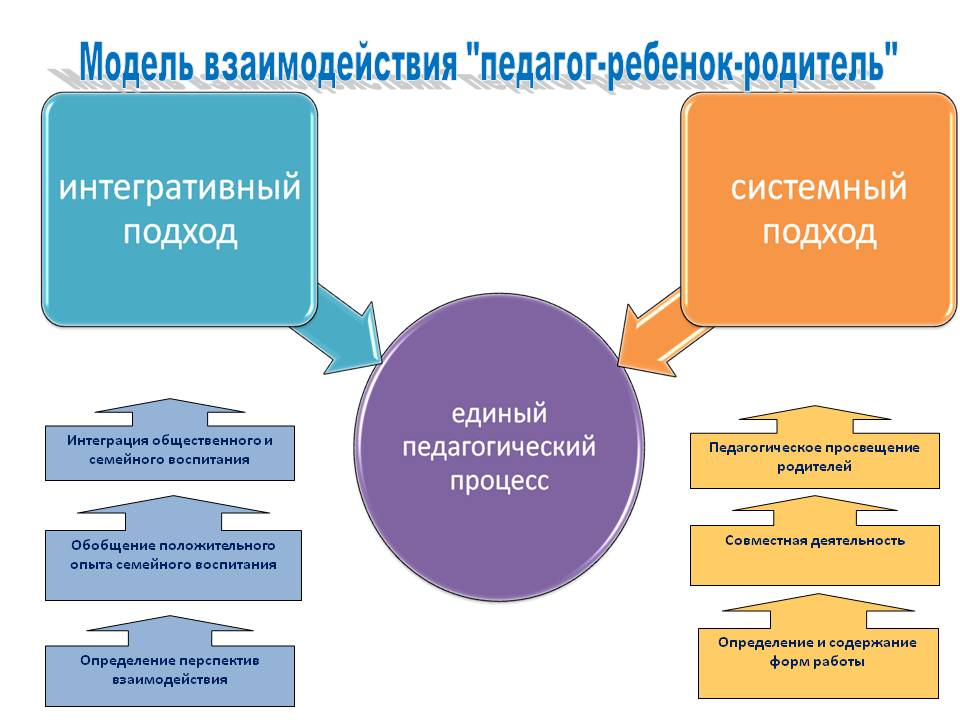 Модель взаимодействия "педагог-ребенок-родитель"
интегративный
подход
системный
подход
единый
педагогический
процесс
Интеграция общественного и
семейного воспитания
Обобщение положительного
опыта семейного воспитания
Определение перспектив
взаимодействия
Педагогическое просвещение
родителей
Совместная деятельность
Определение и содержание
форм работы